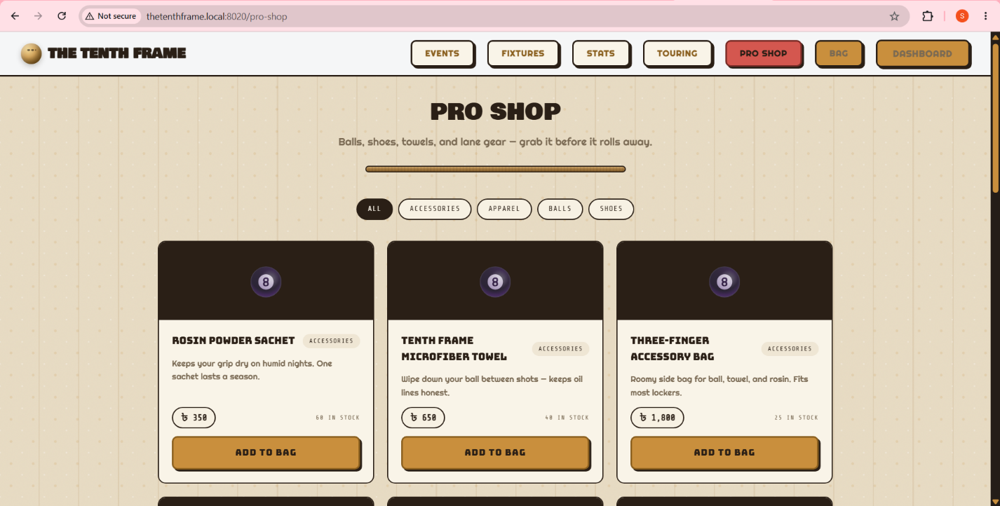 Not secure thetenthframe.local:8020/pro-shop S
THE TENTH FRAME EVENTS FIXTURES STATS TOURING PRO SHOP BAG DASHBOARD
PRO SHOP
Balls, shoes, towels, and lane gear — grab it before it rolls away.
ALL ACCESSORIES APPAREL BALLS SHOES
8
ROSIN POWDER SACHET ACCESSORIES
Keeps your grip dry on humid nights. One
sachet lasts a season.
৳ 350 60 IN STOCK
ADD TO BAG
8
TENTH FRAME
MICROFIBER TOWEL
ACCESSORIES
Wipe down your ball between shots — keeps oil
lines honest.
৳ 650 40 IN STOCK
ADD TO BAG
8
THREE-FINGER
ACCESSORY BAG
ACCESSORIES
Roomy side bag for ball, towel, and rosin. Fits
most lockers.
৳ 1,800 25 IN STOCK
ADD TO BAG